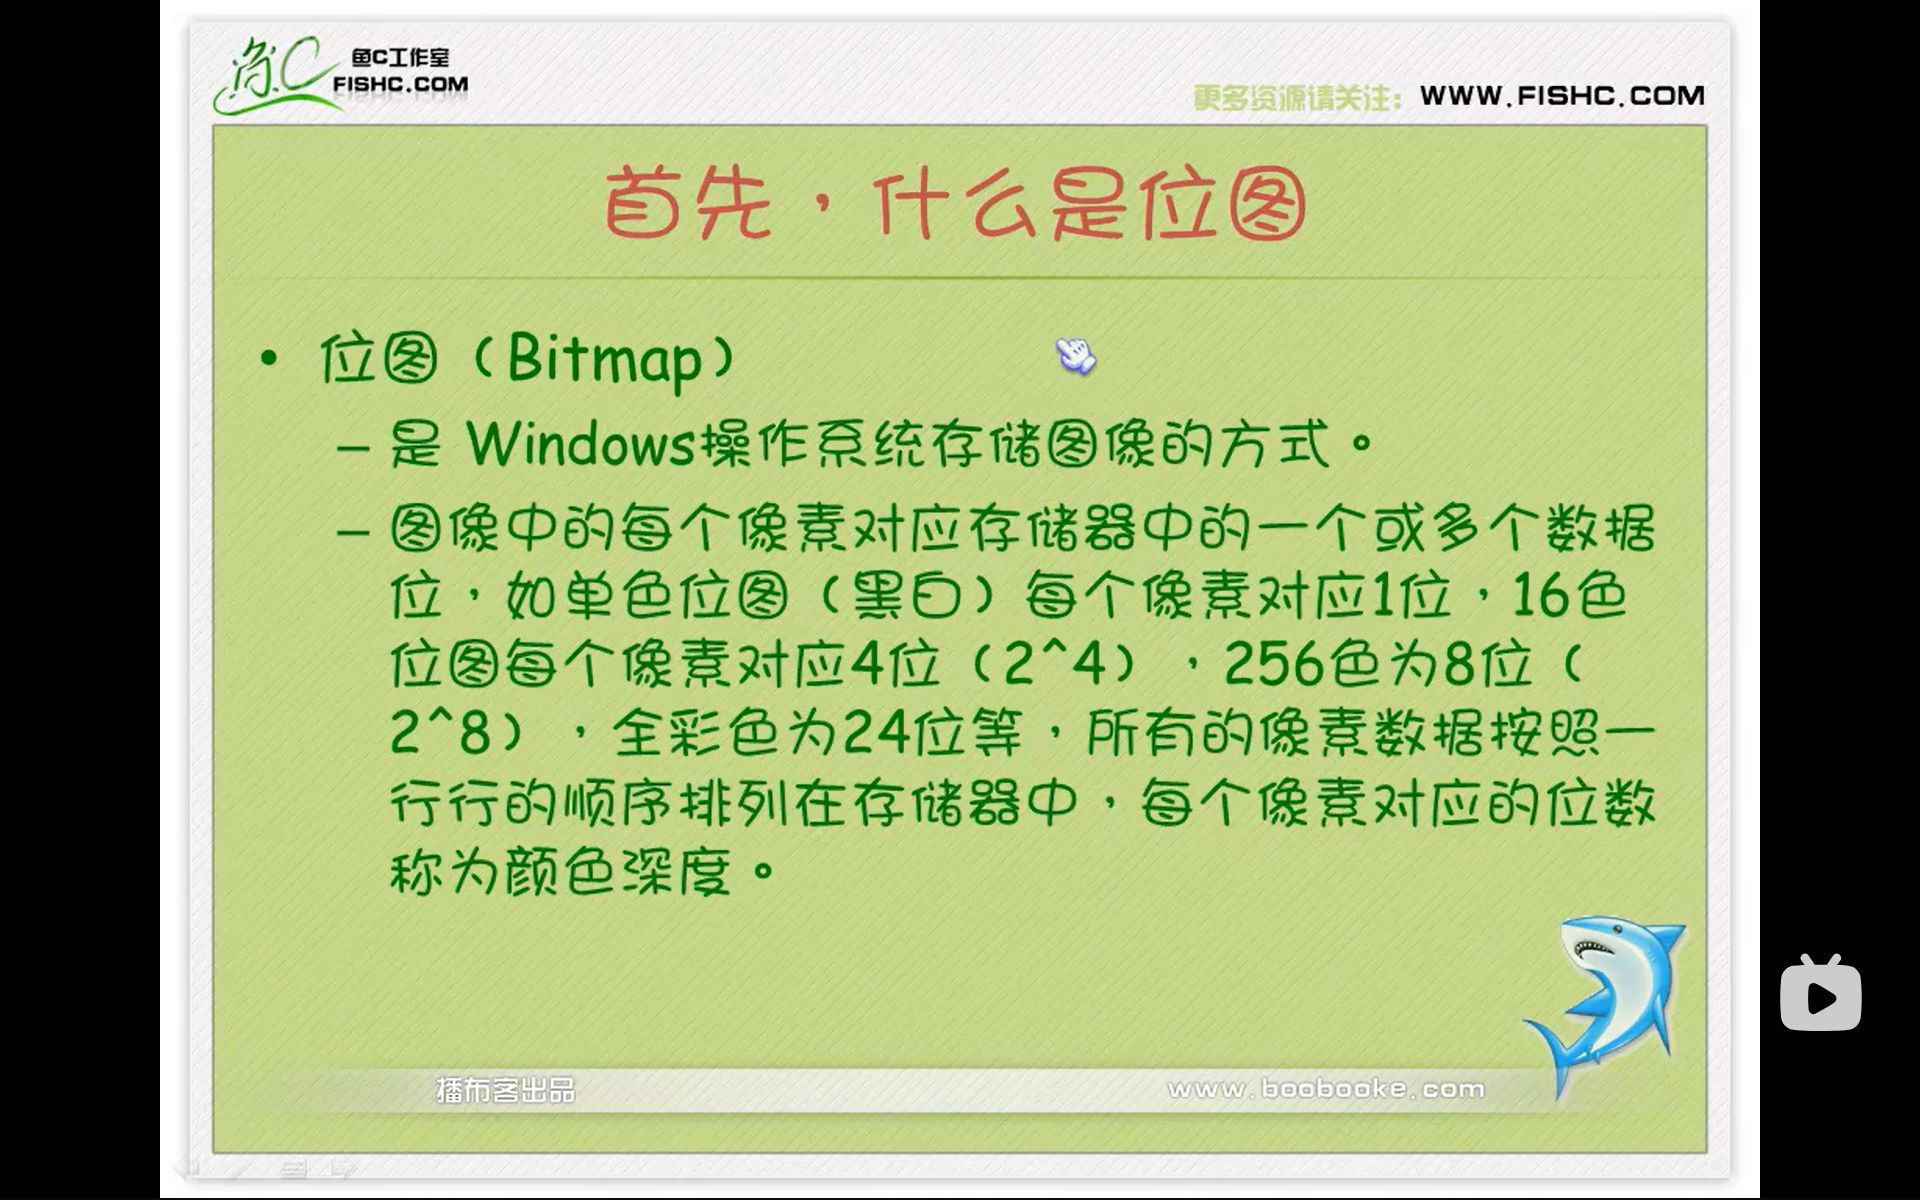 鱼C工作室
FISHC.COM
更多资源请关注: WWW.FISHC.COM
首先，什么是位图
• 位图（Bitmap）
– 是 Windows操作系统存储图像的方式。
– 图像中的每个像素对应存储器中的一个或多个数据
位，如单色位图（黑白）每个像素对应1位，16色
位图每个像素对应4位（2^4），256色为8位（
2^8），全彩色为24位等，所有的像素数据按照一
行行的顺序排列在存储器中，每个像素对应的位数
称为颜色深度。
播布客出品 www.boobooke.com